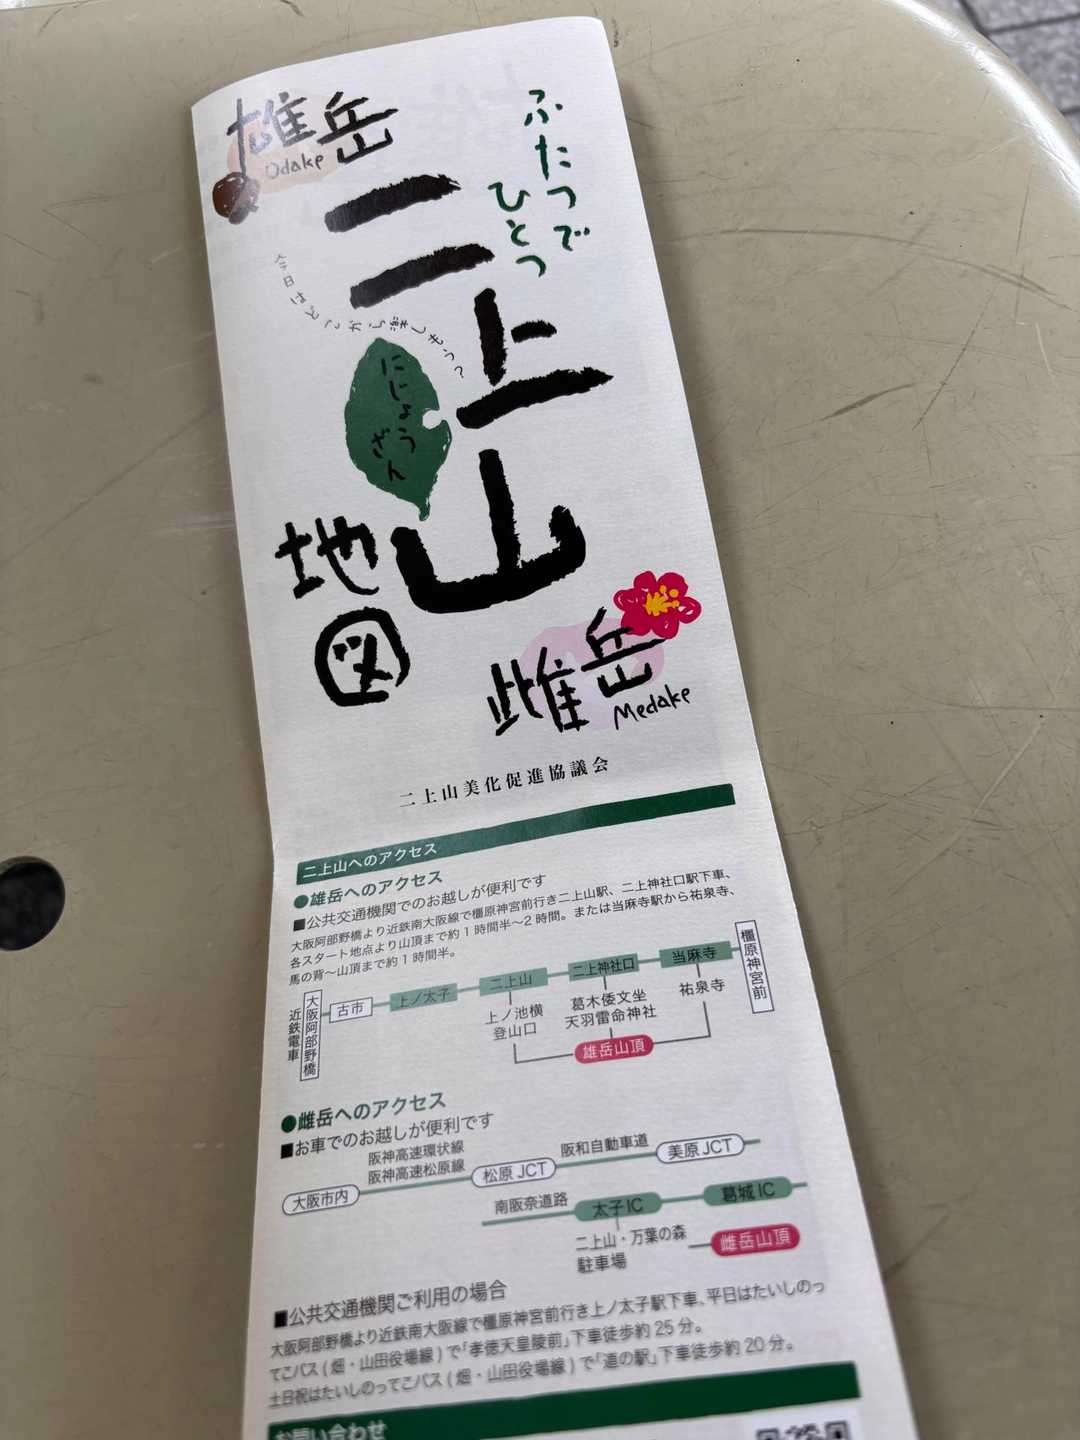 雄岳
Odake
ふたつで
ひとつ
二上山
今日はどこから楽しもう?
にじょう
ざん
地図
雌岳
Medake
二上山美化促進協議会
二上山へのアクセス
●雄岳へのアクセス
■公共交通機関でのお越しが便利です
大阪阿部野橋より近鉄南大阪線で橿原神宮前行き二上山駅、二上神社口駅下車、
各スタート地点より山頂まで約1時間半〜2時間。または当麻寺駅から祐泉寺、
馬の背〜山頂まで約1時間半。
近鉄電車
大阪阿部野橋
古市
上ノ太子
二上山
二上神社口
当麻寺
橿原神宮前
上ノ池横
登山口
葛木倭文坐
天羽雷命神社
祐泉寺
雄岳山頂
●雌岳へのアクセス
■お車でのお越しが便利です
大阪市内
阪神高速環状線
阪神高速松原線
松原JCT
阪和自動車道
美原JCT
南阪奈道路
太子IC
葛城IC
二上山・万葉の森
駐車場
雌岳山頂
■公共交通機関ご利用の場合
大阪阿部野橋より近鉄南大阪線で橿原神宮前行き上ノ太子駅下車、平日はたいしのっ
てこバス(畑・山田役場線)で「孝徳天皇陵前」下車徒歩約25分。
土日祝はたいしのってこバス(畑・山田役場線)で「道の駅」下車徒歩約20分。
お問い合わせ